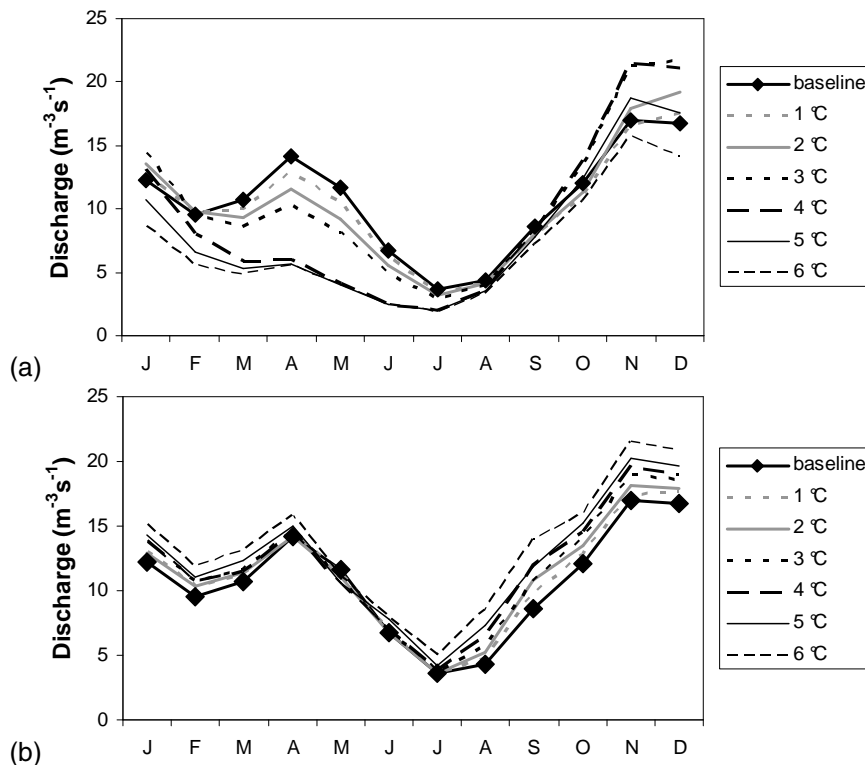 25
20
15
10
5
0
Discharge (m⁻³s⁻¹)
J F M A M J J A S O N D
baseline
1 °C
2 °C
3 °C
4 °C
5 °C
6 °C
(a)
25
20
15
10
5
0
Discharge (m⁻³s⁻¹)
J F M A M J J A S O N D
baseline
1 °C
2 °C
3 °C
4 °C
5 °C
6 °C
(b)